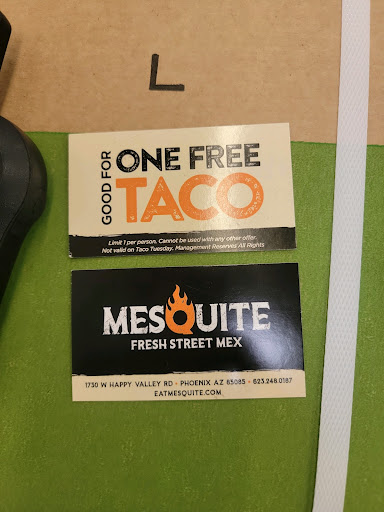 L
GOOD FOR
ONE FREE
TACO
Limit 1 per person. Cannot be used with any other offer.
Not valid on Taco Tuesday. Management Reserves All Rights
MESQUITE
FRESH STREET MEX
1730 W HAPPY VALLEY RD • PHOENIX, AZ 85085 • 623.248.0187
EATMESQUITE.COM